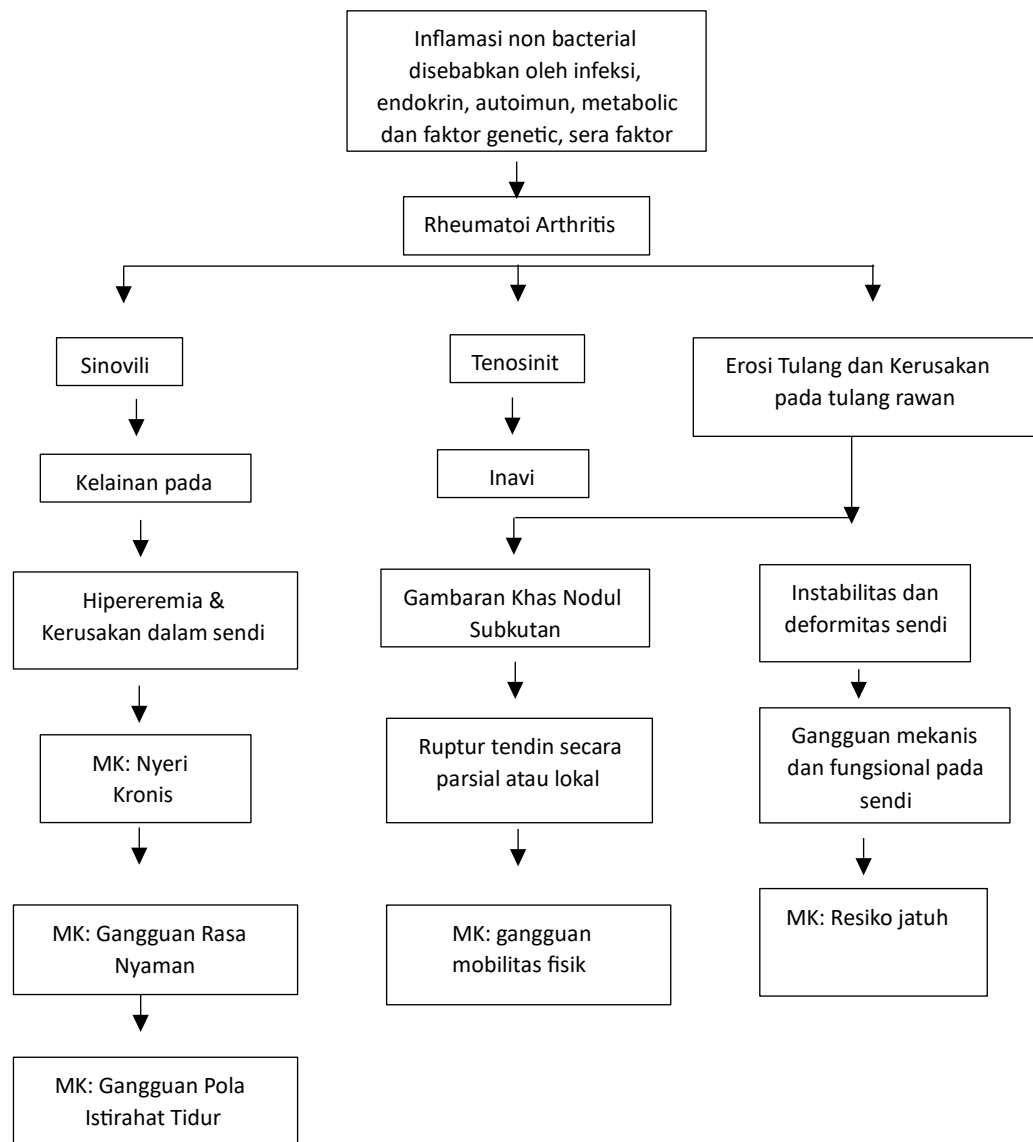 Inflamasi non bacterial
disebabkan oleh infeksi,
endokrin, autoimun, metabolic
dan faktor genetic, sera faktor
Rheumatoi Arthritis
Sinovili
Tenosinit
Erosi Tulang dan Kerusakan
pada tulang rawan
Kelainan pada
Inavi
Hipereremia &
Kerusakan dalam sendi
Gambaran Khas Nodul
Subkutan
Instabilitas dan
deformitas sendi
MK: Nyeri
Kronis
Ruptur tendin secara
parsial atau lokal
Gangguan mekanis
dan fungsional pada
sendi
MK: Gangguan Rasa
Nyaman
MK: gangguan
mobilitas fisik
MK: Resiko jatuh
MK: Gangguan Pola
Istirahat Tidur